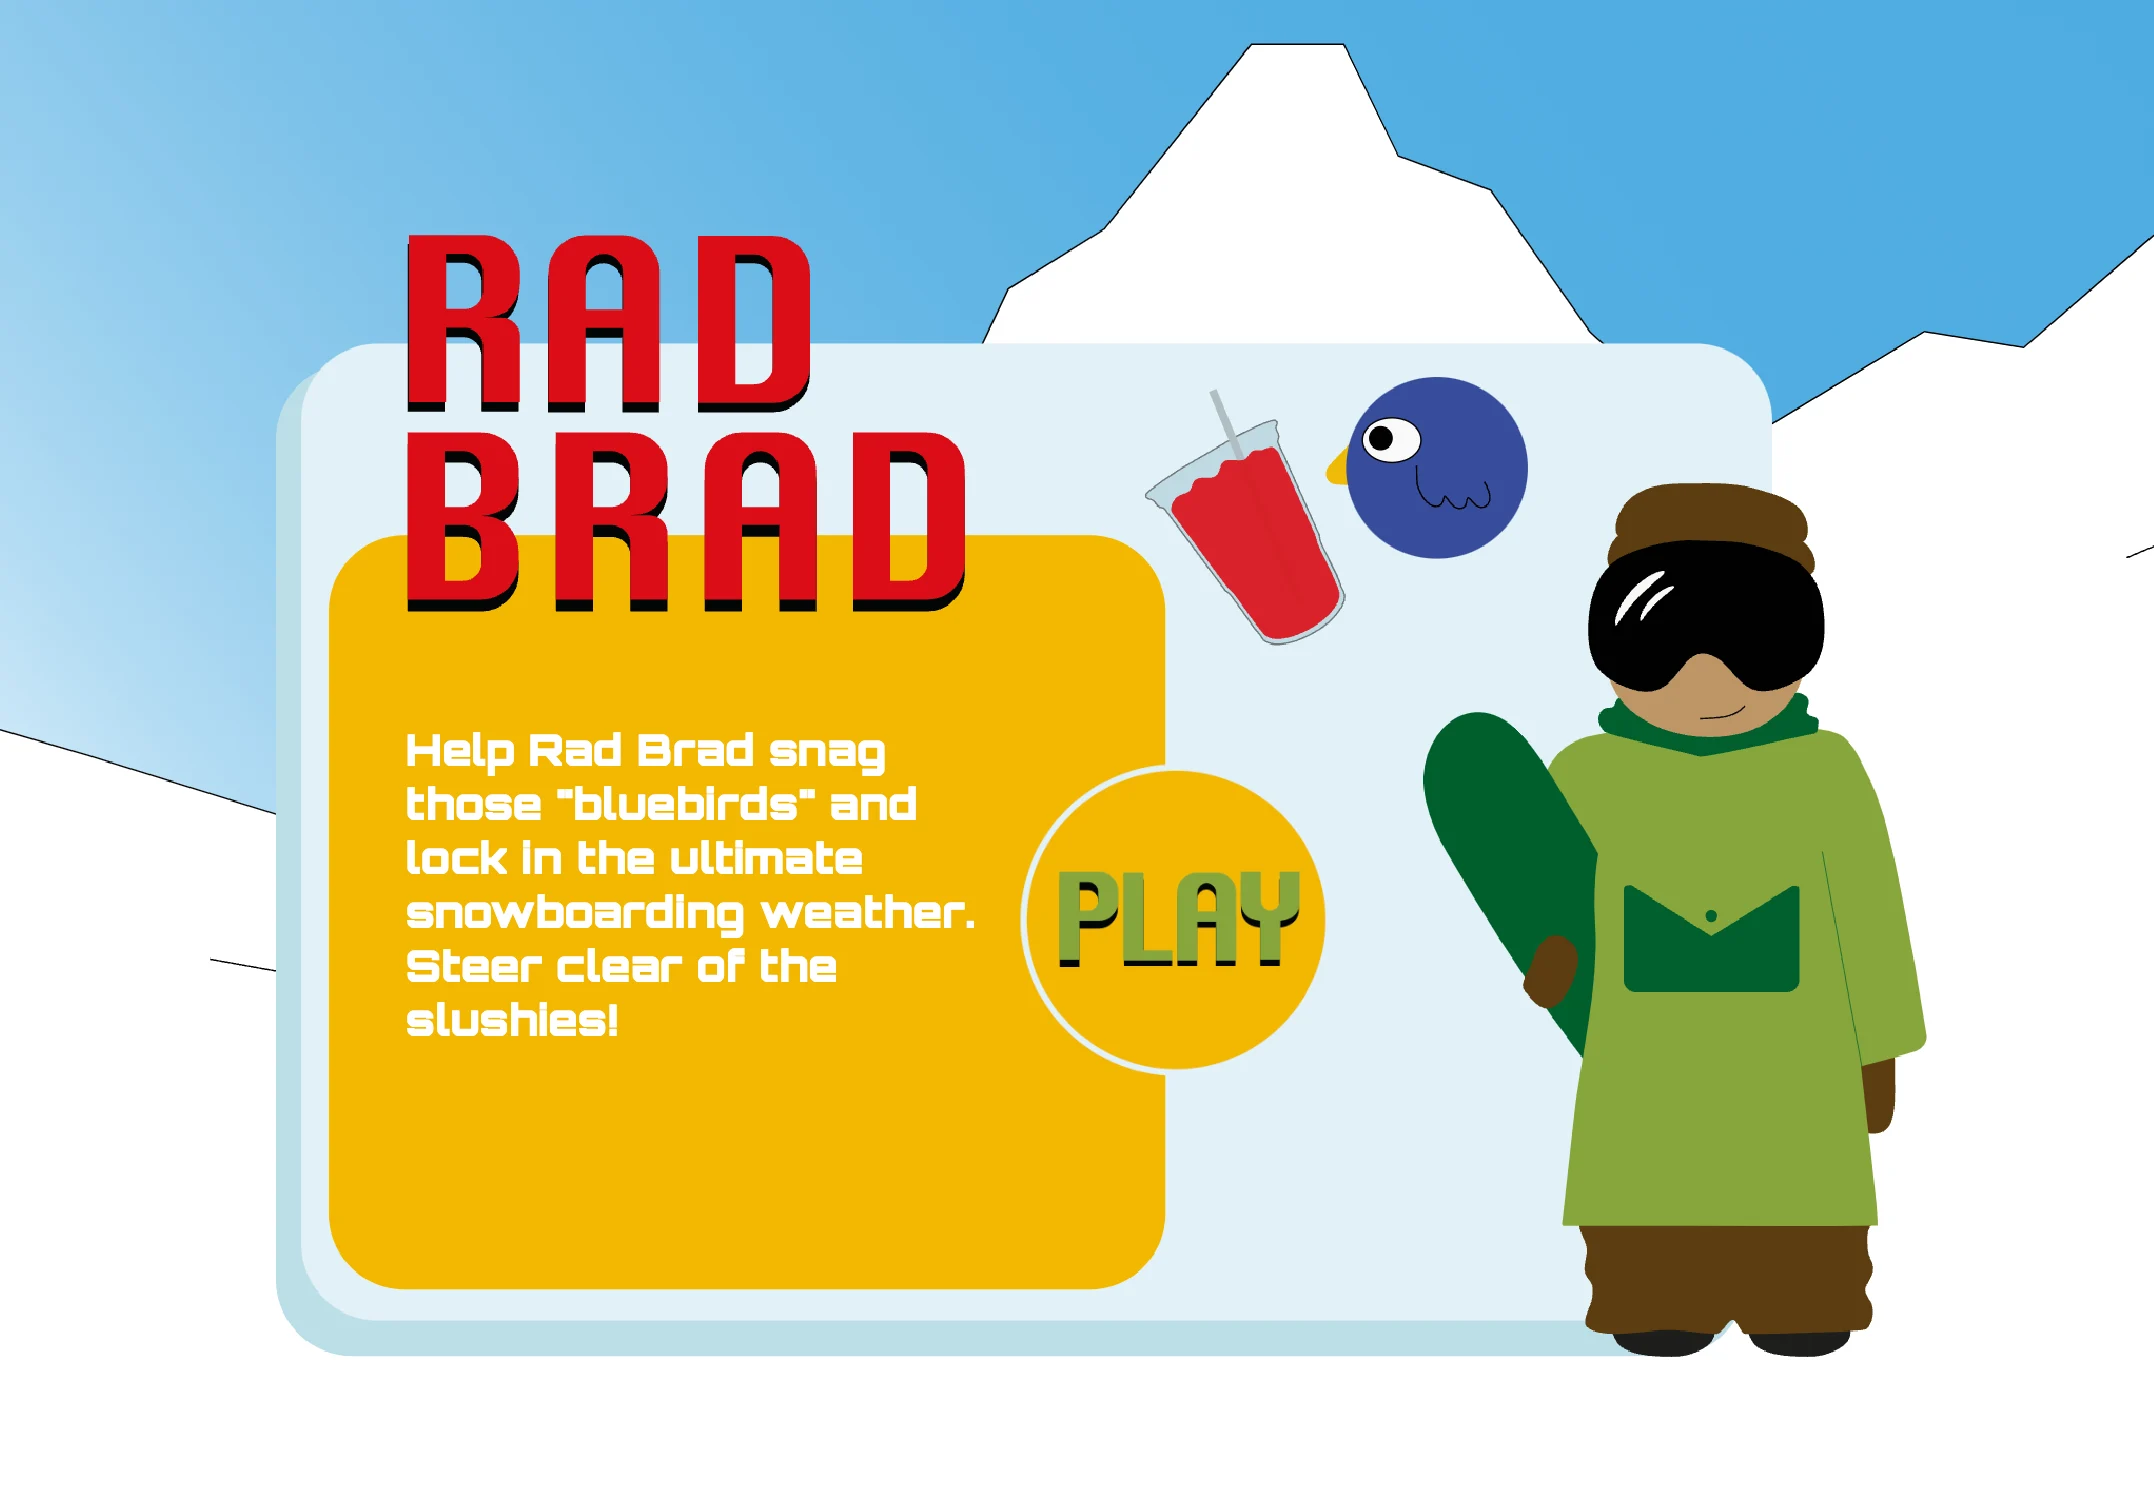 RAD
BRAD
Help Rad Brad snag
those "bluebirds" and
lock in the ultimate
snowboarding weather.
Steer clear of the
slushies!
PLAY